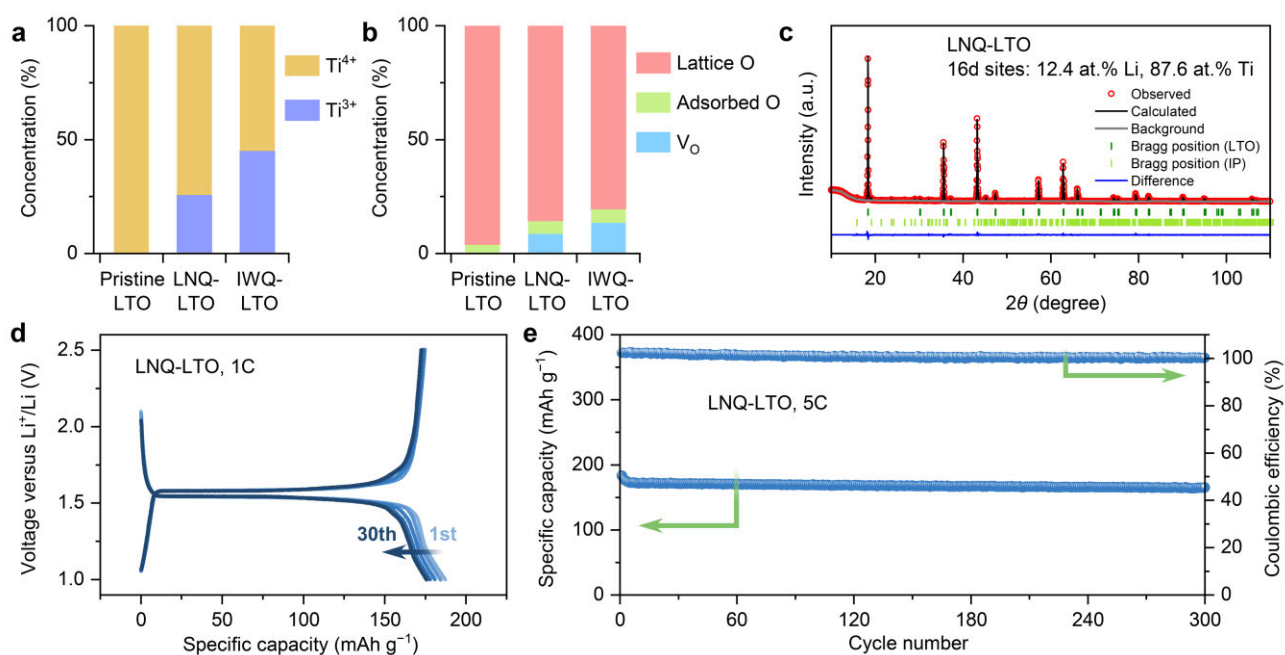 a
100
50
0
Concentration (%)
Ti⁴⁺
Ti³⁺
Pristine LNQ- IWQ-
LTO LTO LTO
b
100
50
0
Concentration (%)
Lattice O
Adsorbed O
V_O
Pristine LNQ- IWQ-
LTO LTO LTO
c
LNQ-LTO
16d sites: 12.4 at.% Li, 87.6 at.% Ti
Observed
Calculated
Background
Bragg position (LTO)
Bragg position (IP)
Difference
Intensity (a.u.)
20 40 60 80 100
2θ (degree)
d
LNQ-LTO, 1C
2.5
2.0
1.5
1.0
Voltage versus Li⁺/Li (V)
30th 1st
0 50 100 150 200
Specific capacity (mAh g⁻¹)
e
LNQ-LTO, 5C
400
300
200
100
0
Specific capacity (mAh g⁻¹)
100
80
60
40
20
0
Coulombic efficiency (%)
0 60 120 180 240 300
Cycle number